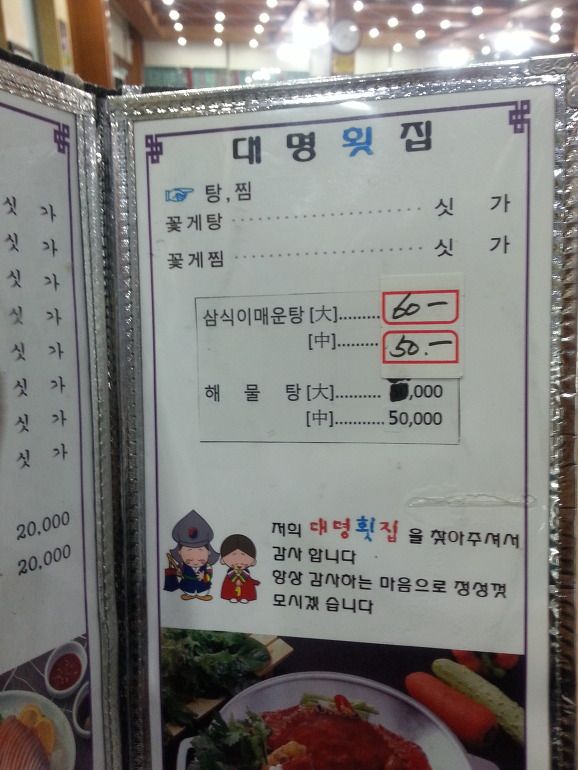 싯 가
싯 가
싯 가
싯 가
싯 가
싯 가
싯 가
싯 가
20,000
20,000
대명횟집
☞ 탕,찜
꽃게탕 ························ 싯 가
꽃게찜 ························ 싯 가
삼식이매운탕 [大].......... 60-
[中].......... 50.-
해 물 탕 [大]........... ,000
[中]........... 50,000
저희 대명횟집 을 찾아주셔서
감사 합니다
항상 감사하는 마음으로 정성껏
모시겠 습니다